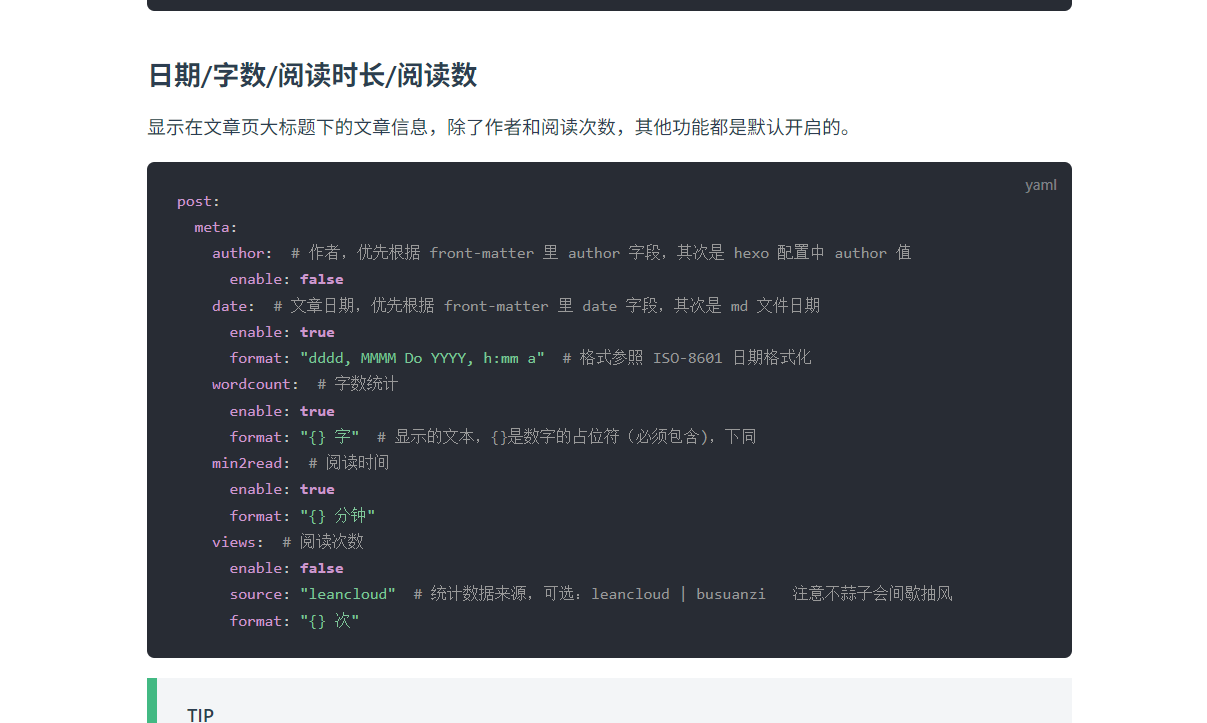 日期/字数/阅读时长/阅读数
显示在文章页大标题下的文章信息，除了作者和阅读次数，其他功能都是默认开启的。
yaml
post:
  meta:
    author:  # 作者，优先根据 front-matter 里 author 字段，其次是 hexo 配置中 author 值
      enable: false
    date:  # 文章日期，优先根据 front-matter 里 date 字段，其次是 md 文件日期
      enable: true
      format: "dddd, MMMM Do YYYY, h:mm a"  # 格式参照 ISO-8601 日期格式化
    wordcount:  # 字数统计
      enable: true
      format: "{} 字"  # 显示的文本，{}是数字的占位符（必须包含)，下同
    min2read:  # 阅读时间
      enable: true
      format: "{} 分钟"
    views:  # 阅读次数
      enable: false
      source: "leancloud"  # 统计数据来源，可选：leancloud | busuanzi   注意不蒜子会间歇抽风
      format: "{} 次"
TIP